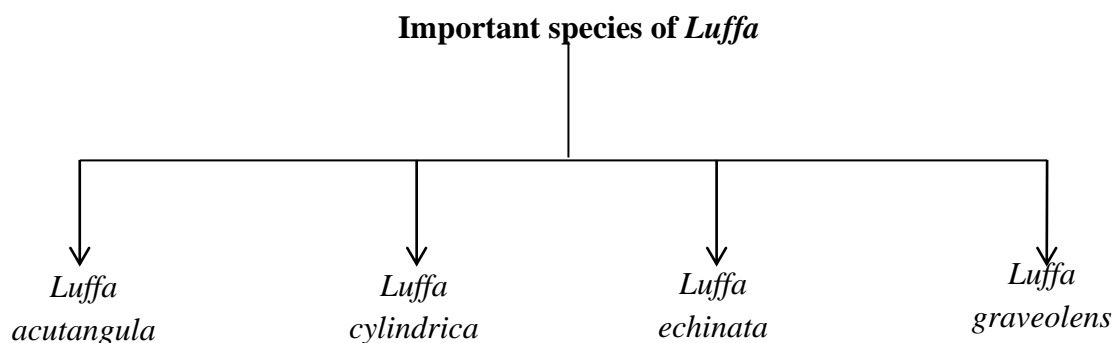 Important species of Luffa
Luffa
acutangula
Luffa
cylindrica
Luffa
echinata
Luffa
graveolens